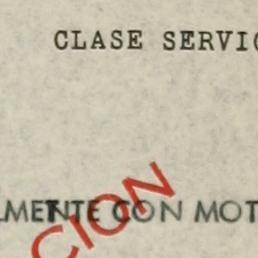 CLASE SERVIC
LMENTE CON MOT
CION